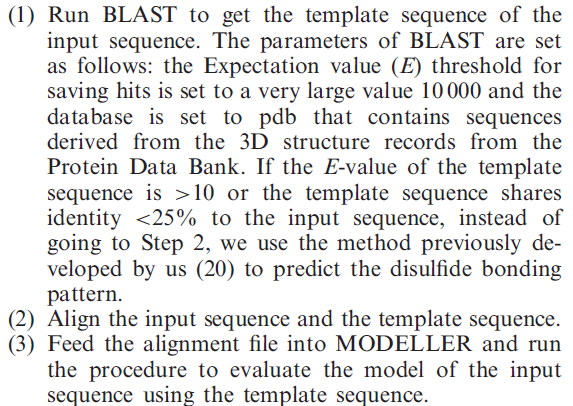 (1) Run BLAST to get the template sequence of the
input sequence. The parameters of BLAST are set
as follows: the Expectation value (E) threshold for
saving hits is set to a very large value 10 000 and the
database is set to pdb that contains sequences
derived from the 3D structure records from the
Protein Data Bank. If the E-value of the template
sequence is >10 or the template sequence shares
identity <25% to the input sequence, instead of
going to Step 2, we use the method previously de-
veloped by us (20) to predict the disulfide bonding
pattern.
(2) Align the input sequence and the template sequence.
(3) Feed the alignment file into MODELLER and run
the procedure to evaluate the model of the input
sequence using the template sequence.